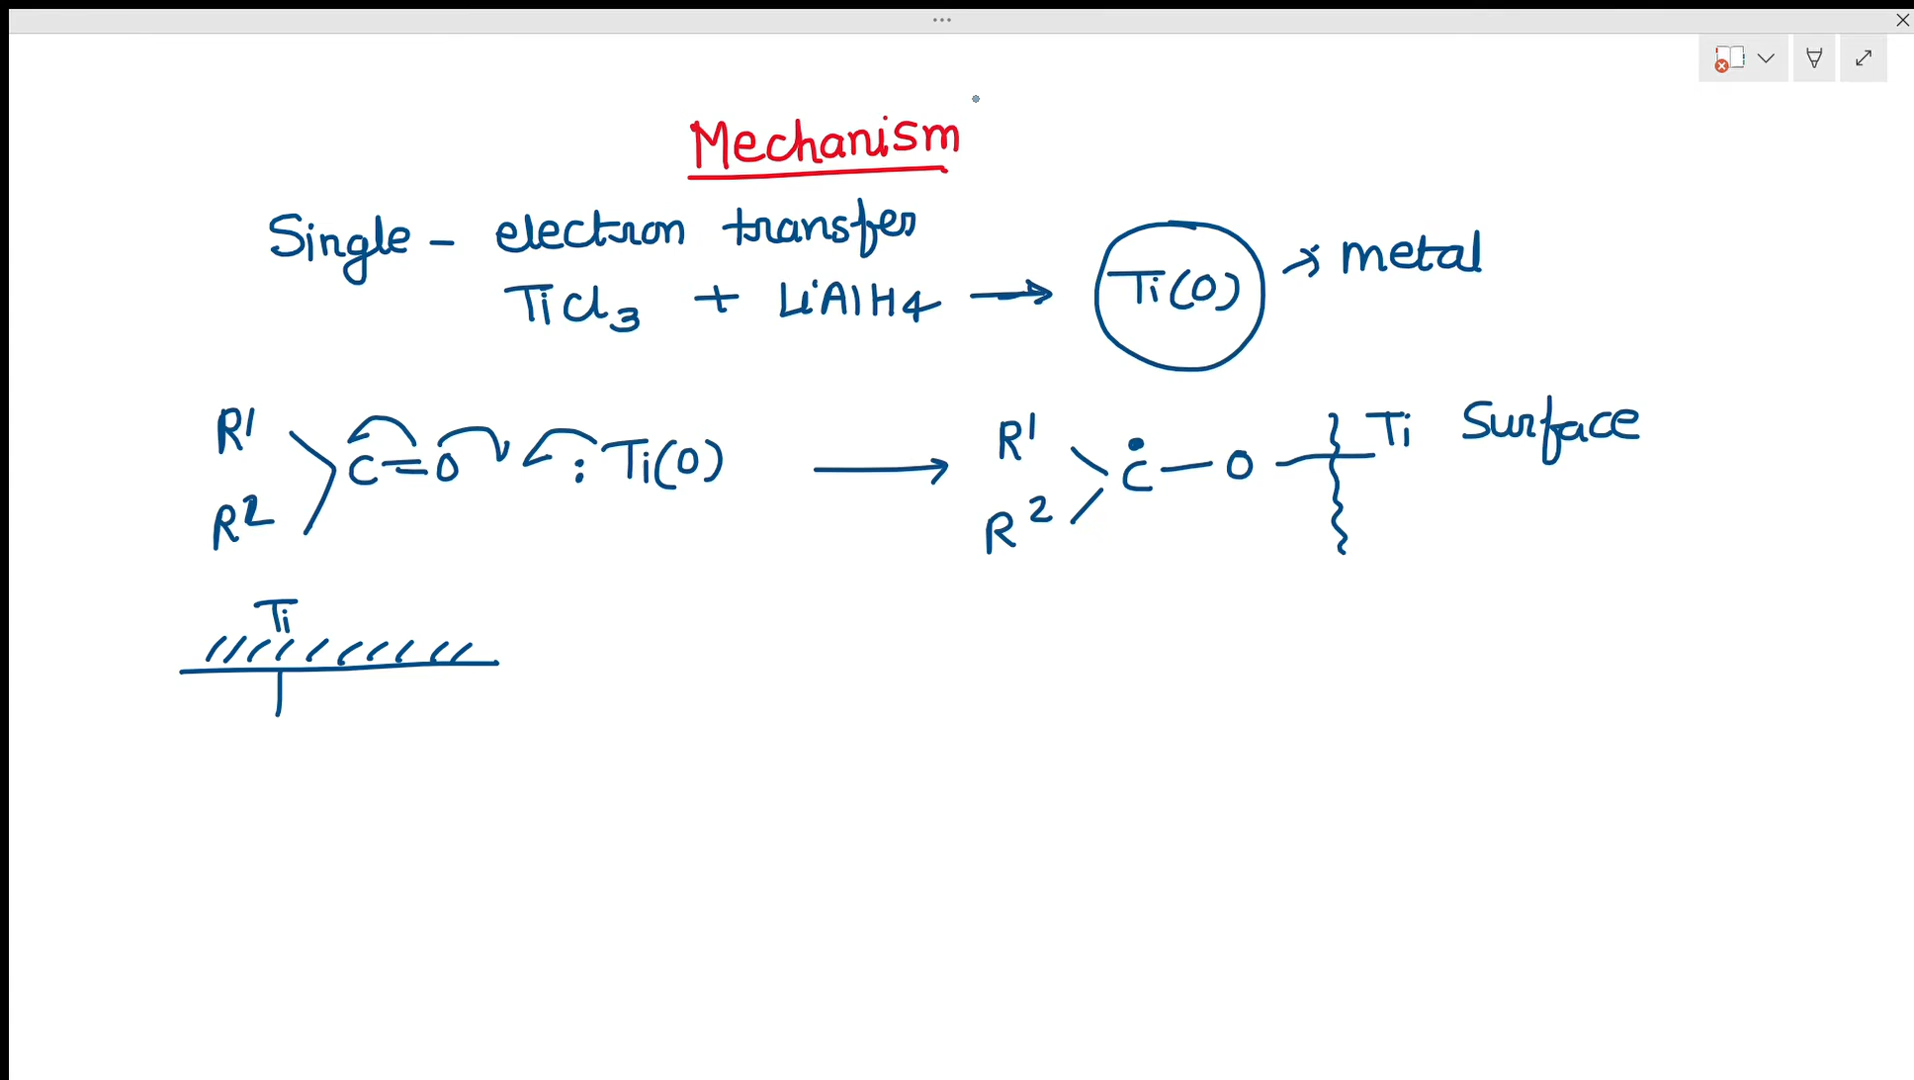 Mechanism
Single - electron transfer
TiCl3 + LiAlH4 → Ti(0) → metal
R1 R2 C=O :Ti(0) → R1 R2 Ċ-O- Ti Surface
Ti